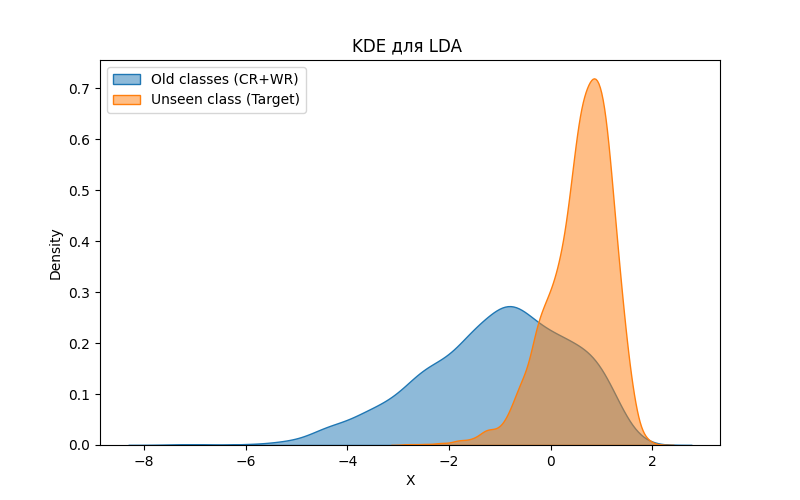 KDE для LDA
Old classes (CR+WR)
Unseen class (Target)
Density
0.7
0.6
0.5
0.4
0.3
0.2
0.1
0.0
−8
−6
−4
−2
0
2
X